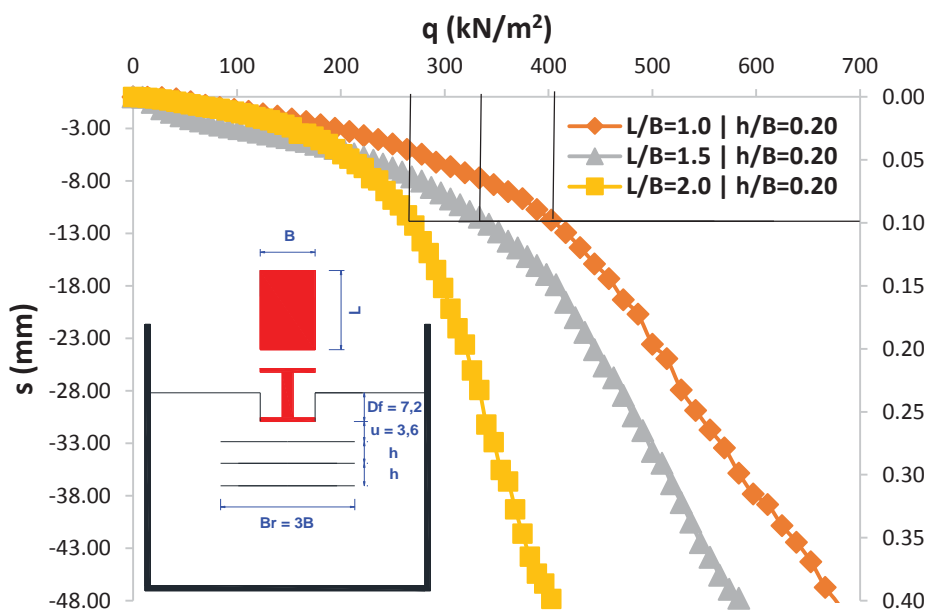 q (kN/m²)
0 100 200 300 400 500 600 700
s (mm)
-3.00
-8.00
-13.00
-18.00
-23.00
-28.00
-33.00
-38.00
-43.00
-48.00
0.00
0.05
0.10
0.15
0.20
0.25
0.30
0.35
0.40
L/B=1.0 | h/B=0.20
L/B=1.5 | h/B=0.20
L/B=2.0 | h/B=0.20
B
L
Df = 7,2
u = 3,6
h
h
Br = 3B